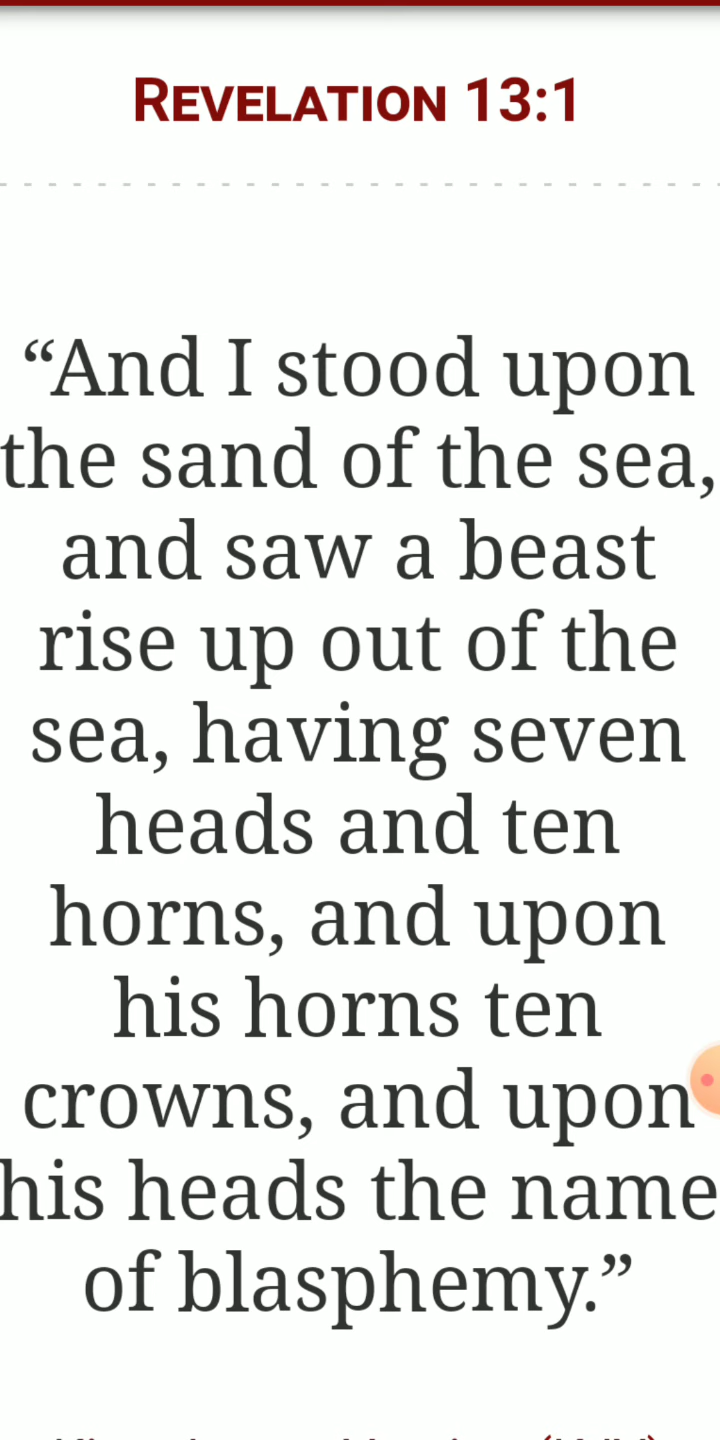 Revelation 13:1
“And I stood upon
the sand of the sea,
and saw a beast
rise up out of the
sea, having seven
heads and ten
horns, and upon
his horns ten
crowns, and upon
his heads the name
of blasphemy.”